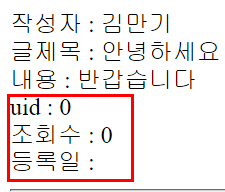 작성자 : 김만기
글제목 : 안녕하세요
내용 : 반갑습니다
uid : 0
조회수 : 0
등록일 :